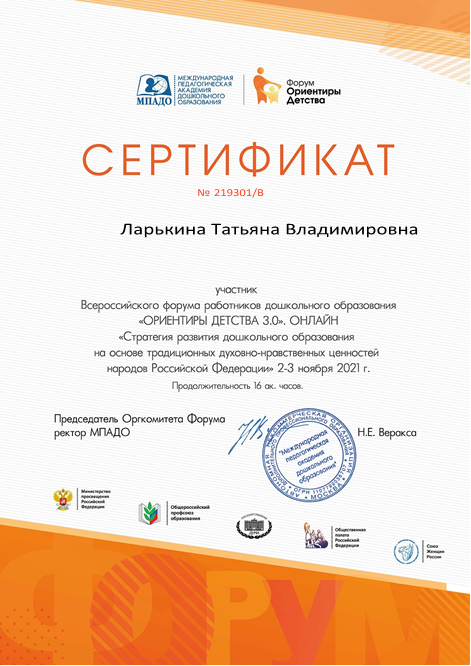 МПАДО
МЕЖДУНАРОДНАЯ
ПЕДАГОГИЧЕСКАЯ
АКАДЕМИЯ
ДОШКОЛЬНОГО
ОБРАЗОВАНИЯ
Форум
Ориентиры
Детства
СЕРТИФИКАТ
№ 219301/В
Ларькина Татьяна Владимировна
участник
Всероссийского форума работников дошкольного образования
«ОРИЕНТИРЫ ДЕТСТВА 3.0». ОНЛАЙН
«Стратегия развития дошкольного образования
на основе традиционных духовно-нравственных ценностей
народов Российской Федерации» 2-3 ноября 2021 г.
Продолжительность 16 ак. часов.
Председатель Оргкомитета Форума
ректор МПАДО
Н.Е. Веракса
"Международная
педагогическая
академия
дошкольного
образования"
МОСКВА
Министерство
просвещения
Российской
Федерации
Общероссийский
профсоюз
образования
Общественная
палата
Российской
Федерации
Союз
Женщин
России
ФОРУМ